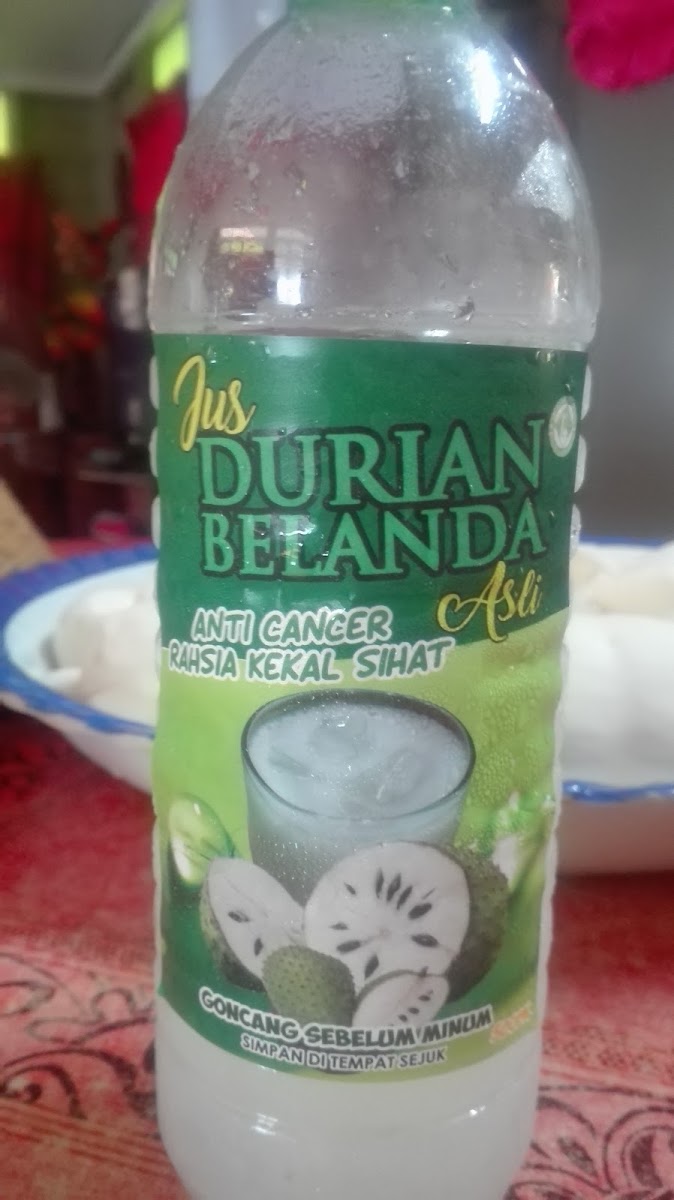 Jus
DURIAN
BELANDA
Asli
ANTI CANCER
RAHSIA KEKAL SIHAT
GONCANG SEBELUM MINUM
SIMPAN DI TEMPAT SEJUK